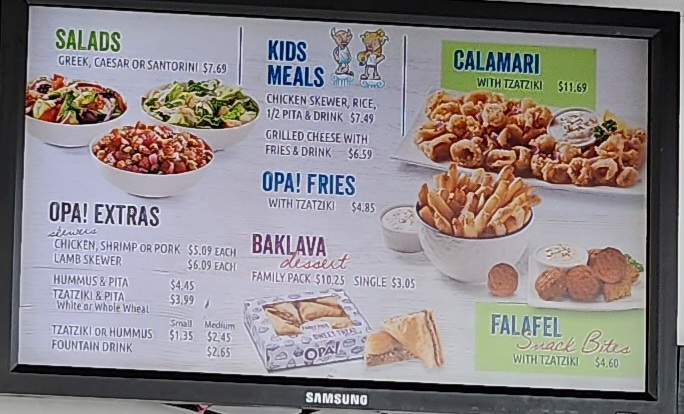 SALADS
GREEK, CAESAR OR SANTORINI $7.69
KIDS
MEALS
CHICKEN SKEWER, RICE,
1/2 PITA & DRINK $7.49
GRILLED CHEESE WITH
FRIES & DRINK $6.59
CALAMARI
WITH TZATZIKI $11.69
OPA! FRIES
WITH TZATZIKI $4.85
OPA! EXTRAS
skewers
CHICKEN, SHRIMP OR PORK $5.09 EACH
LAMB SKEWER $6.09 EACH
HUMMUS & PITA $4.45
TZATZIKI & PITA $3.99
White or Whole Wheat
Small Medium
TZATZIKI OR HUMMUS $1.35 $2.45
FOUNTAIN DRINK $2.65
BAKLAVA
dessert
FAMILY PACK $10.25 SINGLE $3.05
OPA!
FALAFEL
Snack Bites
WITH TZATZIKI $4.60
SAMSUNG